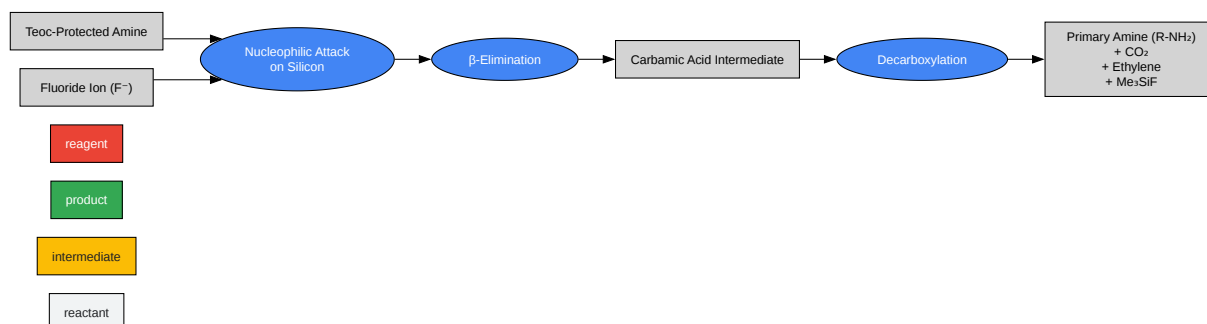 Teoc-Protected Amine
Fluoride Ion (F⁻)
Nucleophilic Attack
on Silicon
β-Elimination
Carbamic Acid Intermediate
Decarboxylation
Primary Amine (R-NH₂)
+ CO₂
+ Ethylene
+ Me₃SiF
reagent
product
intermediate
reactant